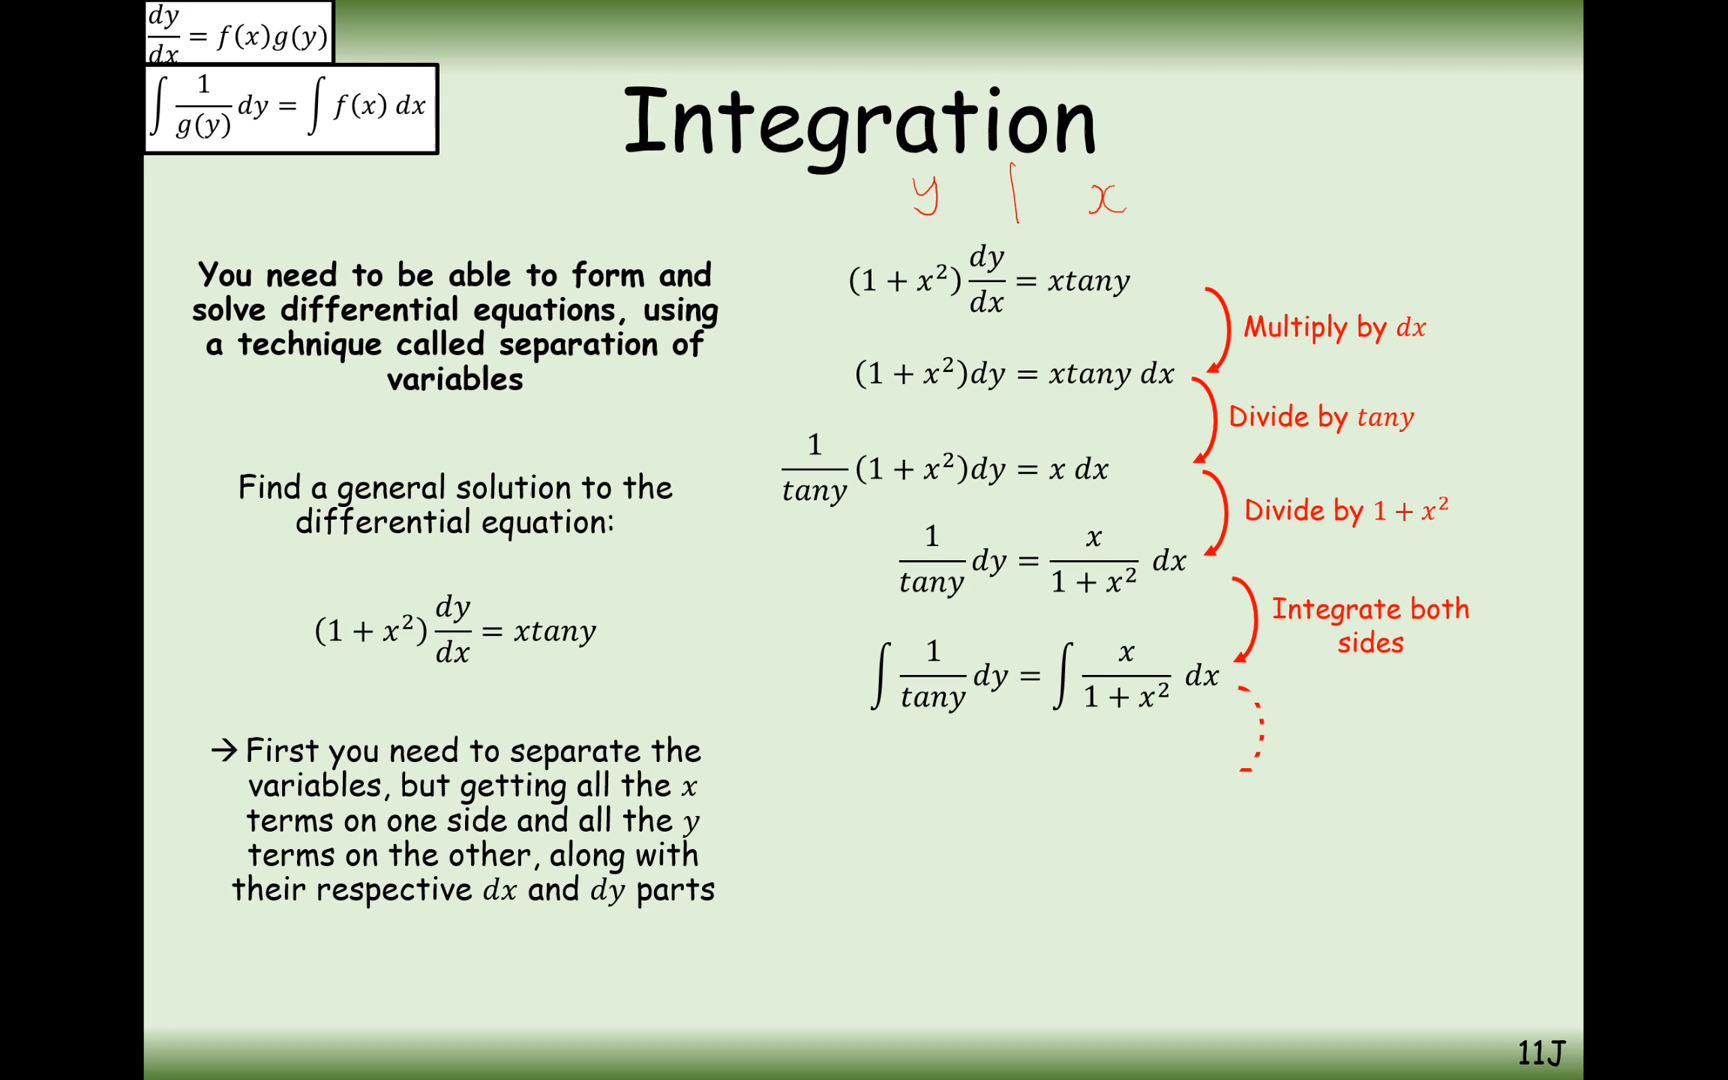 dy/dx = f(x)g(y)
∫ 1/g(y) dy = ∫ f(x) dx
Integration
y | x
You need to be able to form and
solve differential equations, using
a technique called separation of
variables
Find a general solution to the
differential equation:
(1 + x²) dy/dx = xtany
→ First you need to separate the
variables, but getting all the x
terms on one side and all the y
terms on the other, along with
their respective dx and dy parts
(1 + x²) dy/dx = xtany
Multiply by dx
(1 + x²)dy = xtany dx
Divide by tany
1/tany (1 + x²)dy = x dx
Divide by 1 + x²
1/tany dy = x/(1 + x²) dx
Integrate both
sides
∫ 1/tany dy = ∫ x/(1 + x²) dx
11J